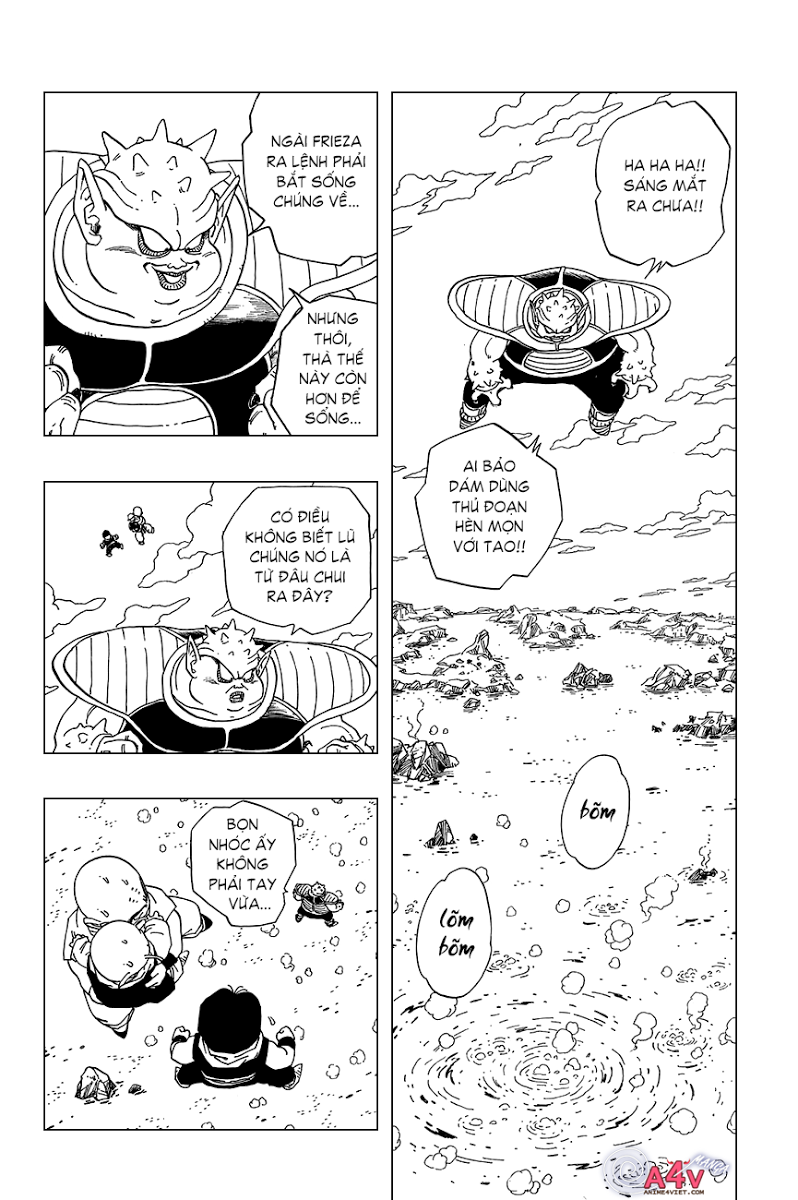 HA HA HA!!
SÁNG MẮT
RA CHƯA!!
AI BẢO
DÁM DÙNG
THỦ ĐOẠN
HÈN MỌN
VỚI TAO!!
bõm
lõm
bõm
NGÀI FRIEZA
RA LỆNH PHẢI
BẮT SỐNG
CHÚNG VỀ...
NHƯNG
THÔI,
THÀ THẾ
NÀY CÒN
HƠN ĐỂ
SỐNG...
CÓ ĐIỀU
KHÔNG BIẾT LŨ
CHÚNG NÓ LÀ
TỪ ĐÂU CHUI
RA ĐÂY?
BỌN
NHÓC ẤY
KHÔNG
PHẢI TAY
VỪA...
A4v
ANIME4VIET.COM